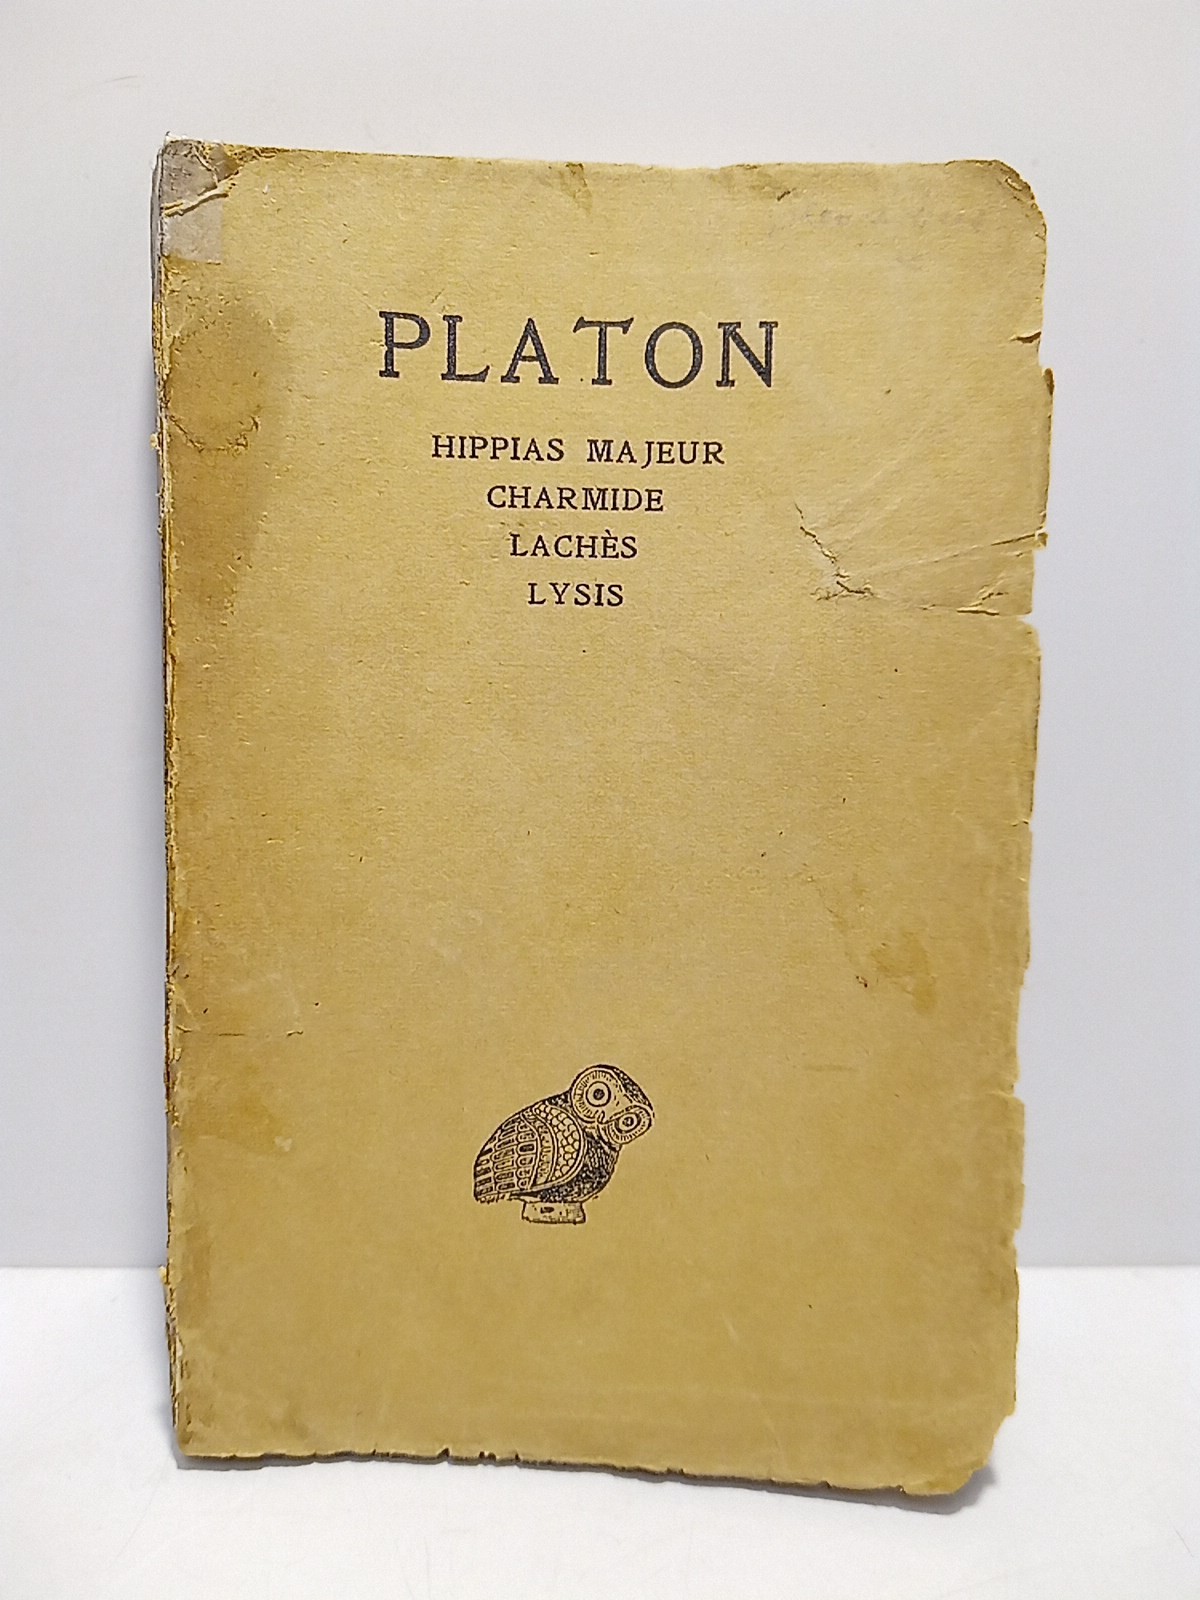 PLATON
HIPPIAS MAJEUR
CHARMIDE
LACHÈS
LYSIS